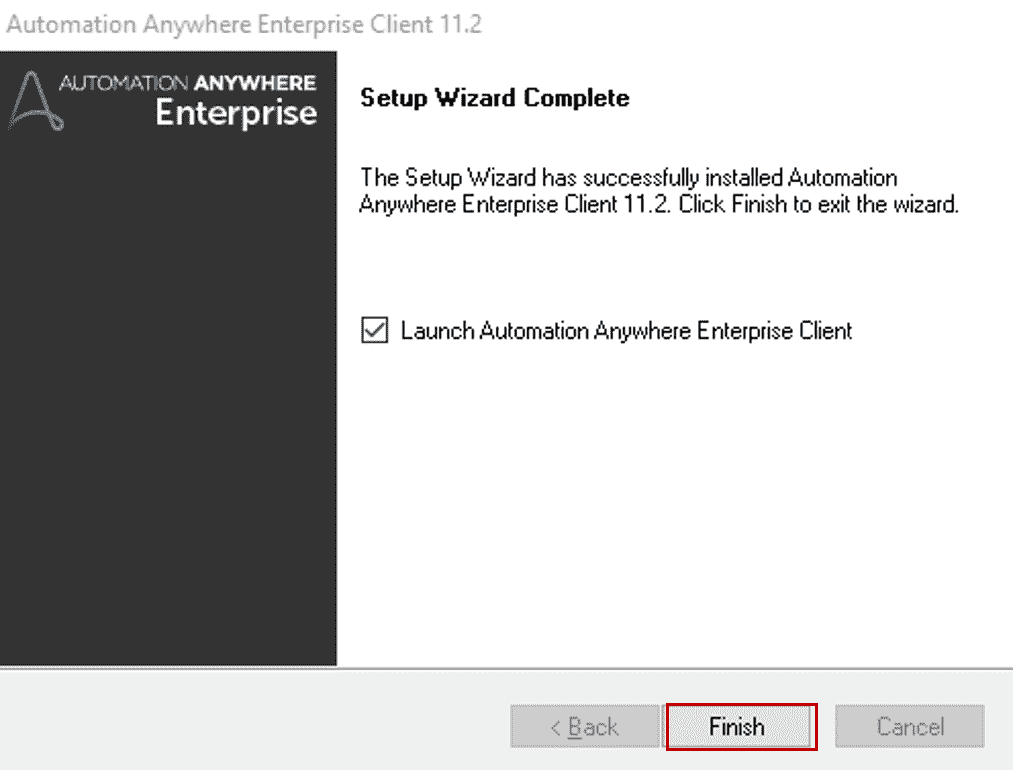 Automation Anywhere Enterprise Client 11.2
AUTOMATION ANYWHERE
Enterprise
Setup Wizard Complete
The Setup Wizard has successfully installed Automation
Anywhere Enterprise Client 11.2. Click Finish to exit the wizard.
Launch Automation Anywhere Enterprise Client
< Back Finish Cancel